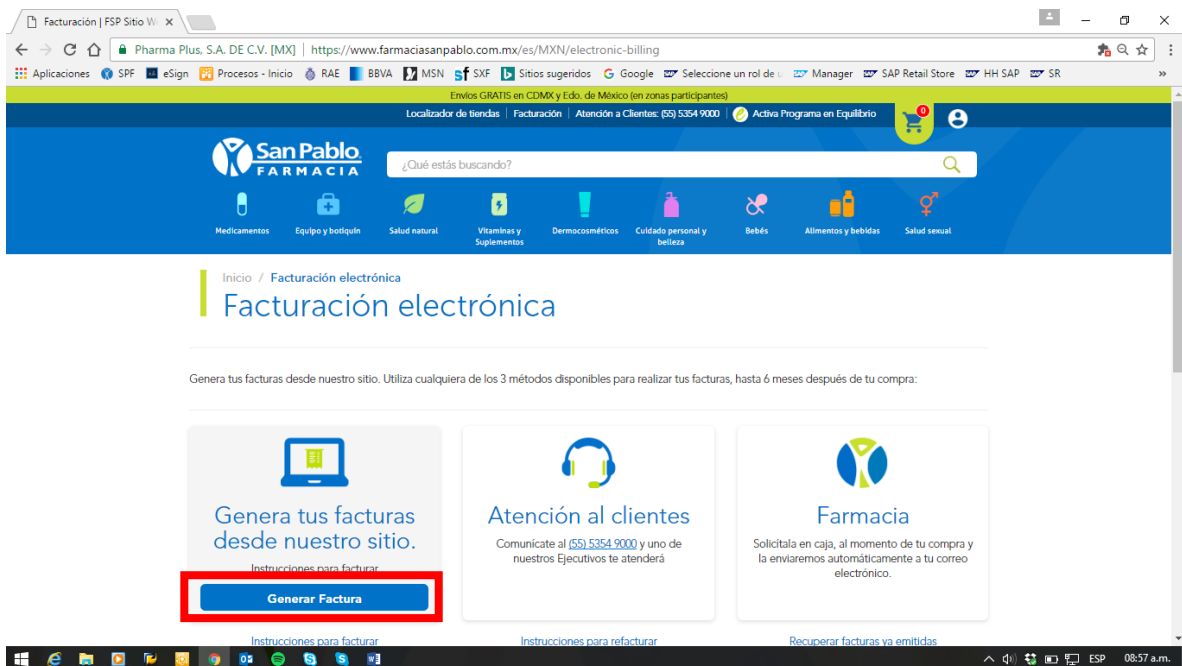 Facturación | FSP Sitio W
Pharma Plus, S.A. DE C.V. [MX] | https://www.farmaciasanpablo.com.mx/es/MXN/electronic-billing
Aplicaciones SPF eSign Procesos - Inicio RAE BBVA MSN SXF Sitios sugeridos Google Seleccione un rol de u Manager SAP Retail Store HH SAP SR »
Envíos GRATIS en CDMX y Edo. de México (en zonas participantes)
Localizador de tiendas | Facturación | Atención a Clientes: (55) 5354 9000 | Activa Programa en Equilibrio
0
San Pablo
FARMACIA
¿Qué estás buscando?
Medicamentos Equipo y botiquín Salud natural Vitaminas y Suplementos Dermocosméticos Cuidado personal y belleza Bebés Alimentos y bebidas Salud sexual
Inicio / Facturación electrónica
Facturación electrónica
Genera tus facturas desde nuestro sitio. Utiliza cualquiera de los 3 métodos disponibles para realizar tus facturas, hasta 6 meses después de tu compra:
Genera tus facturas
desde nuestro sitio.
Instrucciones para facturar
Generar Factura
Atención al clientes
Comunícate al (55) 5354 9000 y uno de
nuestros Ejecutivos te atenderá
Farmacia
Solicítala en caja, al momento de tu compra y
la enviaremos automáticamente a tu correo
electrónico.
Instrucciones para facturar
Instrucciones para refacturar
Recuperar facturas ya emitidas
ESP 08:57 a.m.